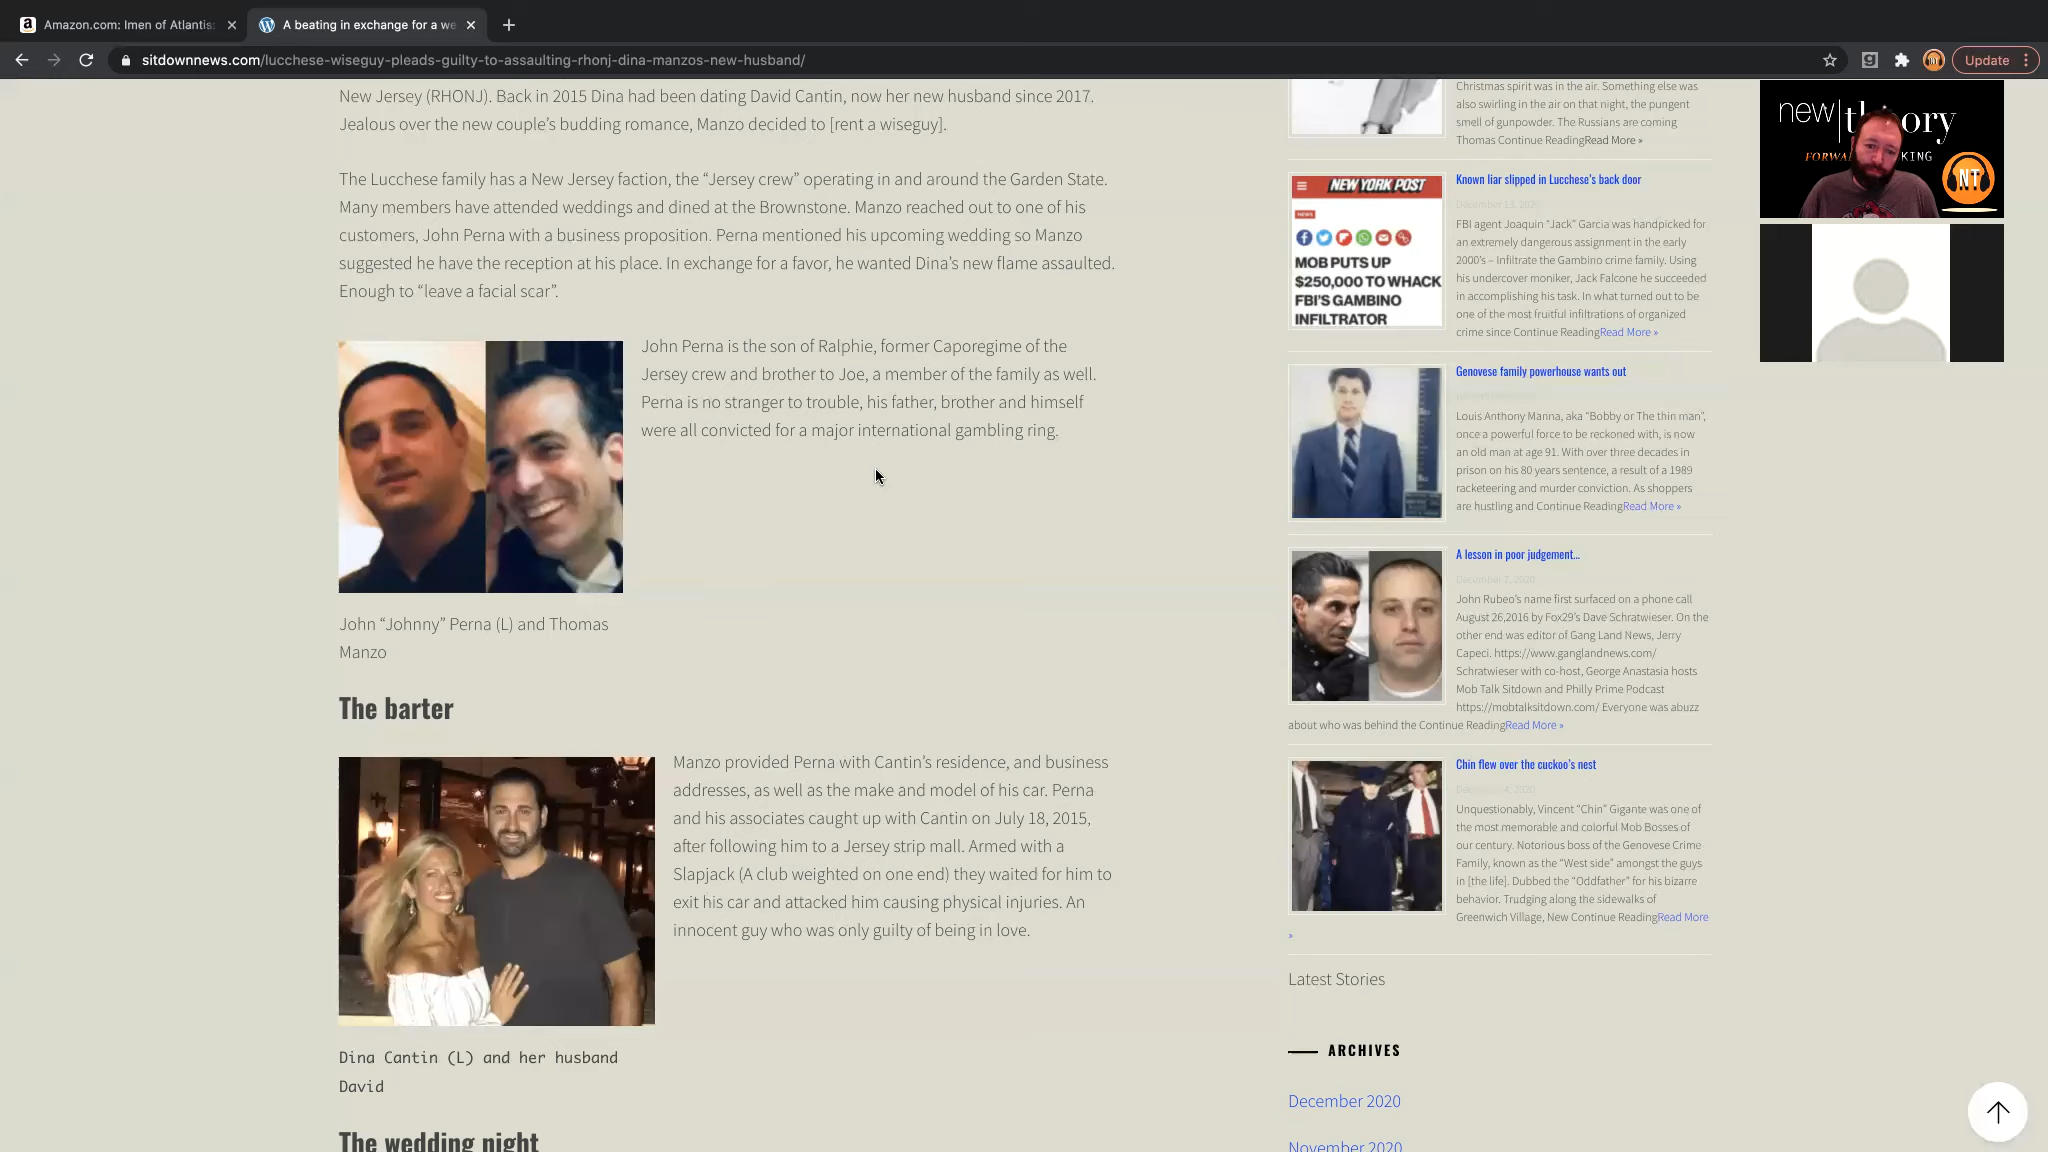 Amazon.com: Imen of Atlantis:
A beating in exchange for a we
sitdownnews.com/lucchese-wiseguy-pleads-guilty-to-assaulting-rhonj-dina-manzos-new-husband/
Update
New Jersey (RHONJ). Back in 2015 Dina had been dating David Cantin, now her new husband since 2017.
Jealous over the new couple’s budding romance, Manzo decided to [rent a wiseguy].
The Lucchese family has a New Jersey faction, the “Jersey crew” operating in and around the Garden State.
Many members have attended weddings and dined at the Brownstone. Manzo reached out to one of his
customers, John Perna with a business proposition. Perna mentioned his upcoming wedding so Manzo
suggested he have the reception at his place. In exchange for a favor, he wanted Dina’s new flame assaulted.
Enough to “leave a facial scar”.
John Perna is the son of Ralphie, former Caporegime of the
Jersey crew and brother to Joe, a member of the family as well.
Perna is no stranger to trouble, his father, brother and himself
were all convicted for a major international gambling ring.
John “Johnny” Perna (L) and Thomas
Manzo
The barter
Manzo provided Perna with Cantin’s residence, and business
addresses, as well as the make and model of his car. Perna
and his associates caught up with Cantin on July 18, 2015,
after following him to a Jersey strip mall. Armed with a
Slapjack (A club weighted on one end) they waited for him to
exit his car and attacked him causing physical injuries. An
innocent guy who was only guilty of being in love.
Dina Cantin (L) and her husband
David
The wedding night
Christmas spirit was in the air. Something else was
also swirling in the air on that night, the pungent
smell of gunpowder. The Russians are coming
Thomas Continue ReadingRead More »
NEW YORK POST
NEWS
MOB PUTS UP
$250,000 TO WHACK
FBI'S GAMBINO
INFILTRATOR
Known liar slipped in Lucchese’s back door
FBI agent Joaquin “Jack” Garcia was handpicked for
an extremely dangerous assignment in the early
2000’s – Infiltrate the Gambino crime family. Using
his undercover moniker, Jack Falcone he succeeded
in accomplishing his task. In what turned out to be
one of the most fruitful infiltrations of organized
crime since Continue ReadingRead More »
Genovese family powerhouse wants out
Louis Anthony Manna, aka “Bobby or The thin man”,
once a powerful force to be reckoned with, is now
an old man at age 91. With over three decades in
prison on his 80 years sentence, a result of a 1989
racketeering and murder conviction. As shoppers
are hustling and Continue ReadingRead More »
A lesson in poor judgement…
December 7, 2020
John Rubeo’s name first surfaced on a phone call
August 26,2016 by Fox29’s Dave Schratwieser. On the
other end was editor of Gang Land News, Jerry
Capeci. https://www.ganglandnews.com/
Schratwieser with co-host, George Anastasia hosts
Mob Talk Sitdown and Philly Prime Podcast
https://mobtalksitdown.com/ Everyone was abuzz
about who was behind the Continue ReadingRead More »
Chin flew over the cuckoo’s nest
Unquestionably, Vincent “Chin” Gigante was one of
the most memorable and colorful Mob Bosses of
our century. Notorious boss of the Genovese Crime
Family, known as the “West side” amongst the guys
in [the life]. Dubbed the “Oddfather” for his bizarre
behavior. Trudging along the sidewalks of
Greenwich Village, New Continue ReadingRead More
»
Latest Stories
ARCHIVES
December 2020
November 2020
new
ory
KING
NT